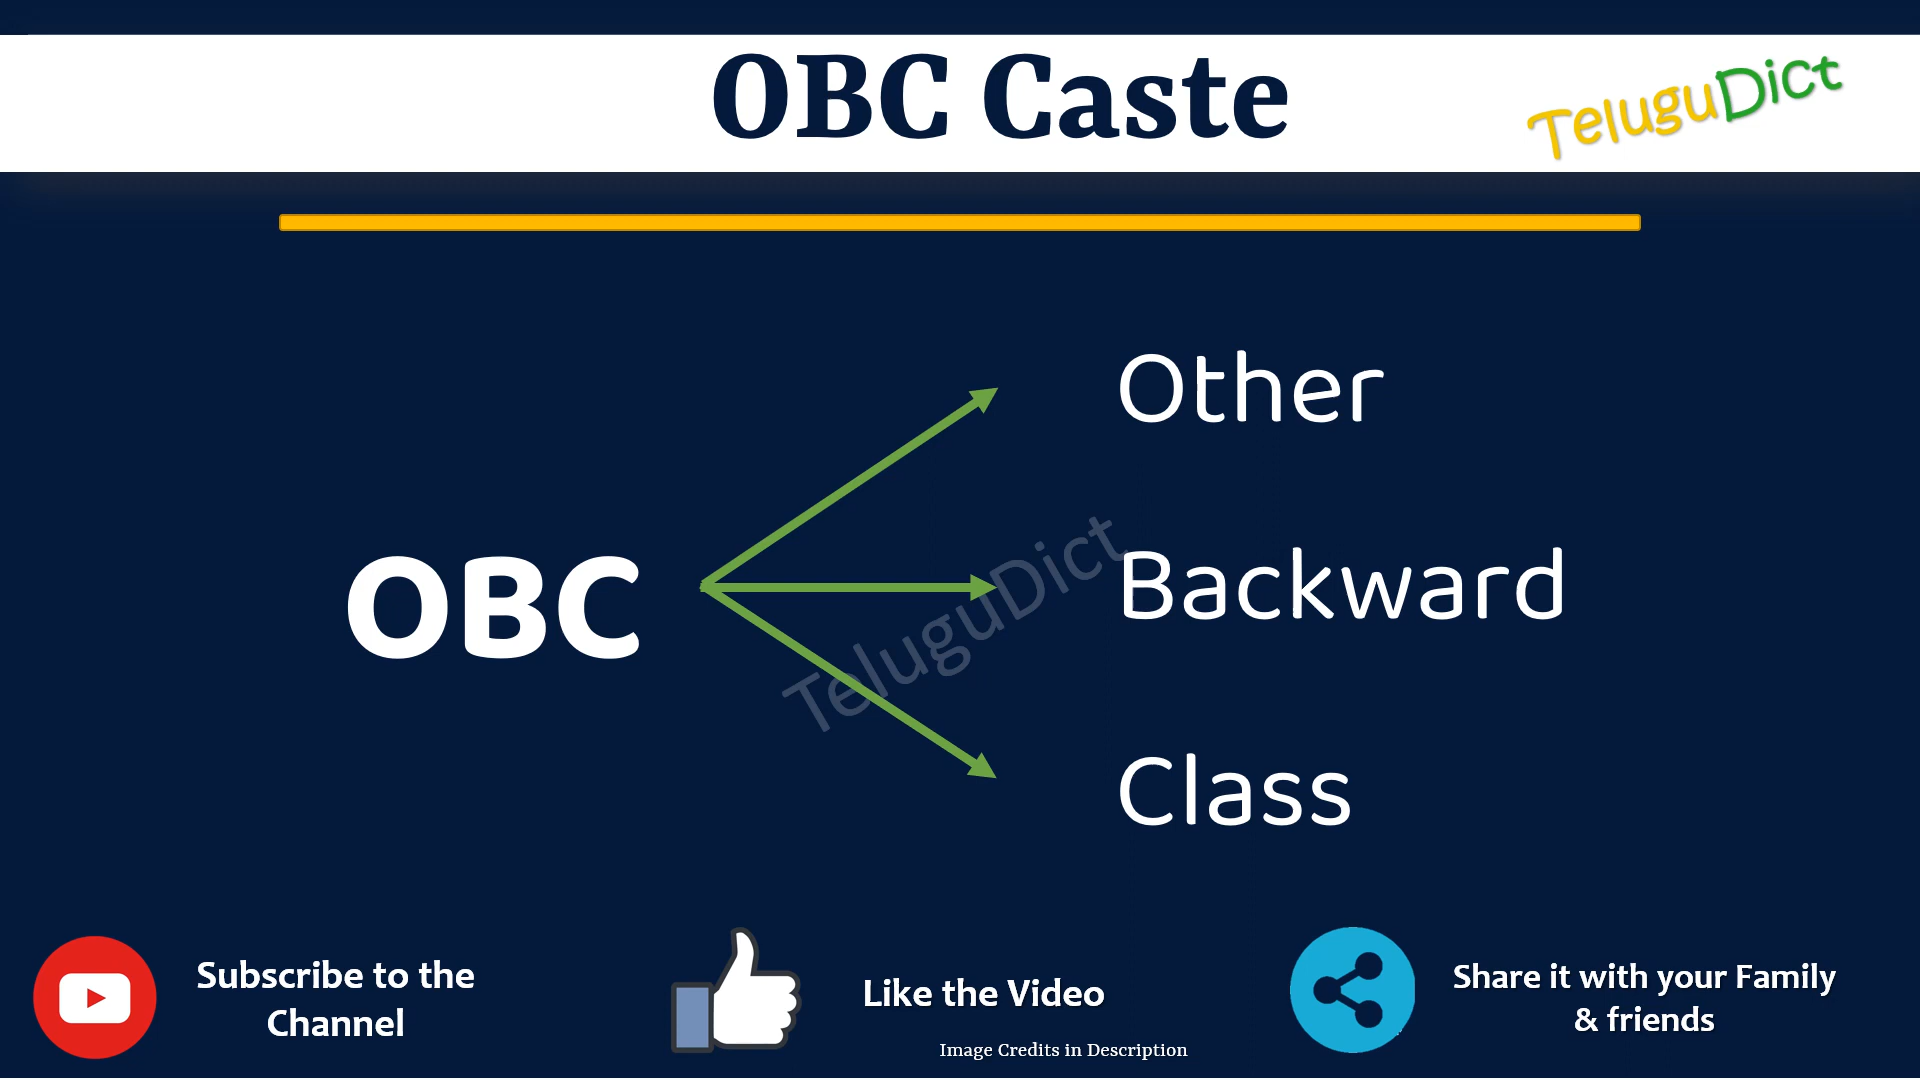 OBC Caste
TeluguDict
Other
OBC
Backward
TeluguDict
Class
Subscribe to the
Channel
Like the Video
Share it with your Family
& friends
Image Credits in Description